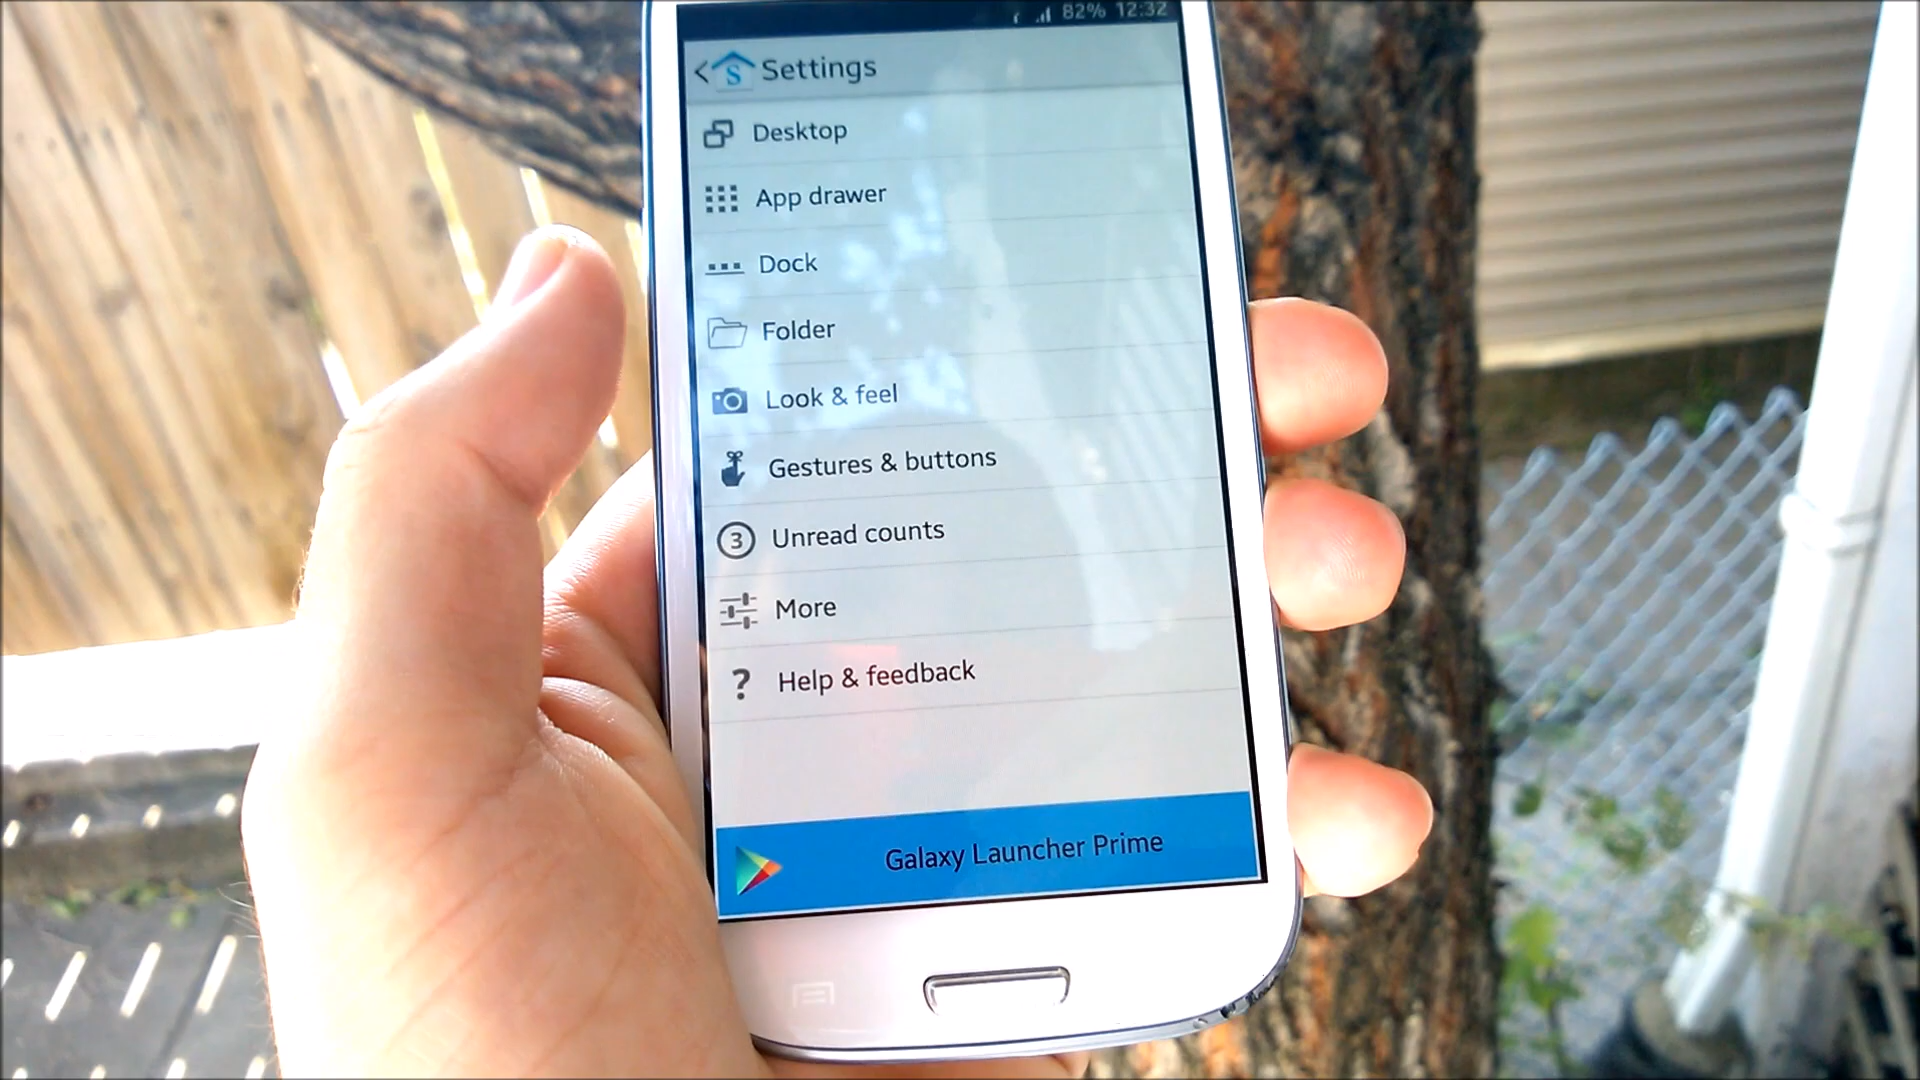 82% 12:32
S Settings
Desktop
App drawer
Dock
Folder
Look & feel
Gestures & buttons
3 Unread counts
More
? Help & feedback
Galaxy Launcher Prime